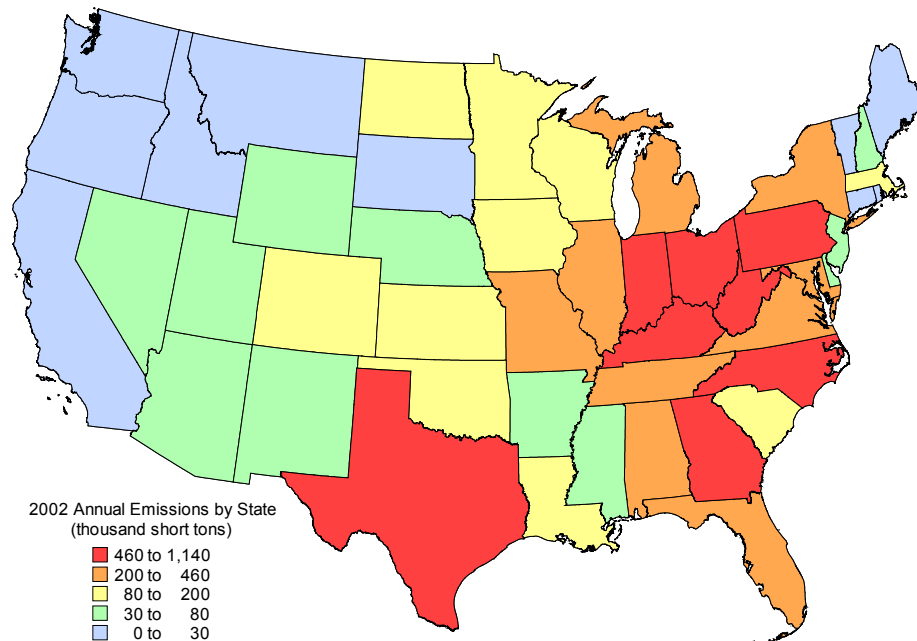 2002 Annual Emissions by State
(thousand short tons)
460 to 1,140
200 to 460
80 to 200
30 to 80
0 to 30